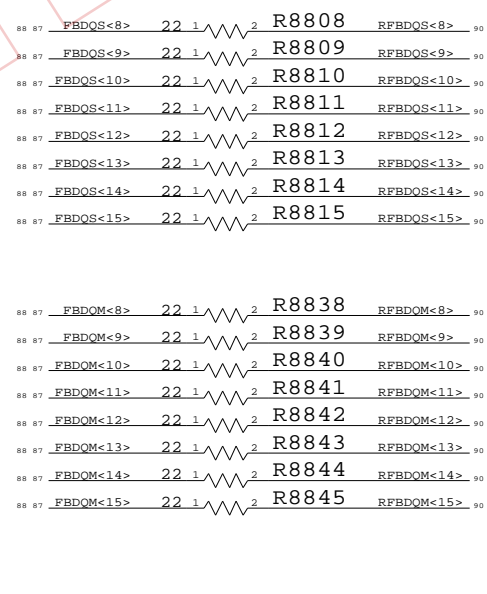 88 87 FBDQS<8> 22 1 2 R8808 RFBDQS<8> 90
88 87 FBDQS<9> 22 1 2 R8809 RFBDQS<9> 90
88 87 FBDQS<10> 22 1 2 R8810 RFBDQS<10> 90
88 87 FBDQS<11> 22 1 2 R8811 RFBDQS<11> 90
88 87 FBDQS<12> 22 1 2 R8812 RFBDQS<12> 90
88 87 FBDQS<13> 22 1 2 R8813 RFBDQS<13> 90
88 87 FBDQS<14> 22 1 2 R8814 RFBDQS<14> 90
88 87 FBDQS<15> 22 1 2 R8815 RFBDQS<15> 90
88 87 FBDQM<8> 22 1 2 R8838 RFBDQM<8> 90
88 87 FBDQM<9> 22 1 2 R8839 RFBDQM<9> 90
88 87 FBDQM<10> 22 1 2 R8840 RFBDQM<10> 90
88 87 FBDQM<11> 22 1 2 R8841 RFBDQM<11> 90
88 87 FBDQM<12> 22 1 2 R8842 RFBDQM<12> 90
88 87 FBDQM<13> 22 1 2 R8843 RFBDQM<13> 90
88 87 FBDQM<14> 22 1 2 R8844 RFBDQM<14> 90
88 87 FBDQM<15> 22 1 2 R8845 RFBDQM<15> 90